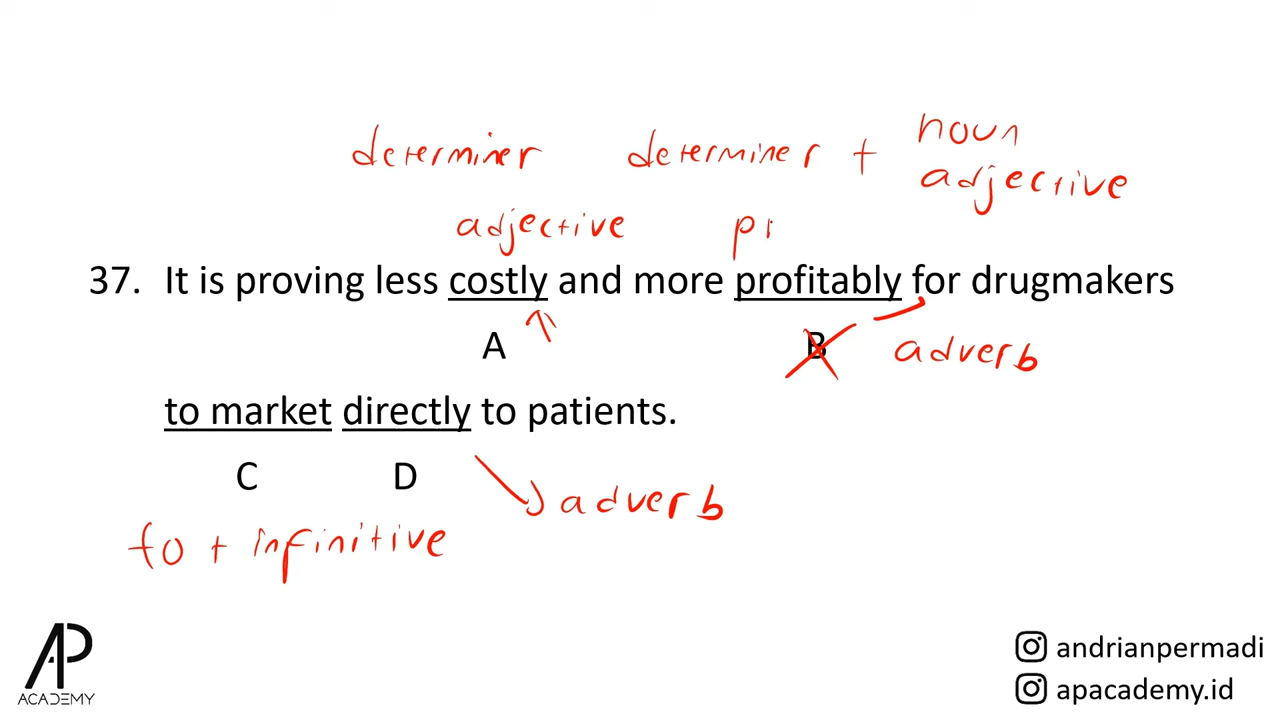 determiner determiner + noun
adjective
adjective pr
37. It is proving less costly and more profitably for drugmakers
A B adverb
to market directly to patients.
C D adverb
to + infinitive
AP
ACADEMY
andrianpermadi
apacademy.id